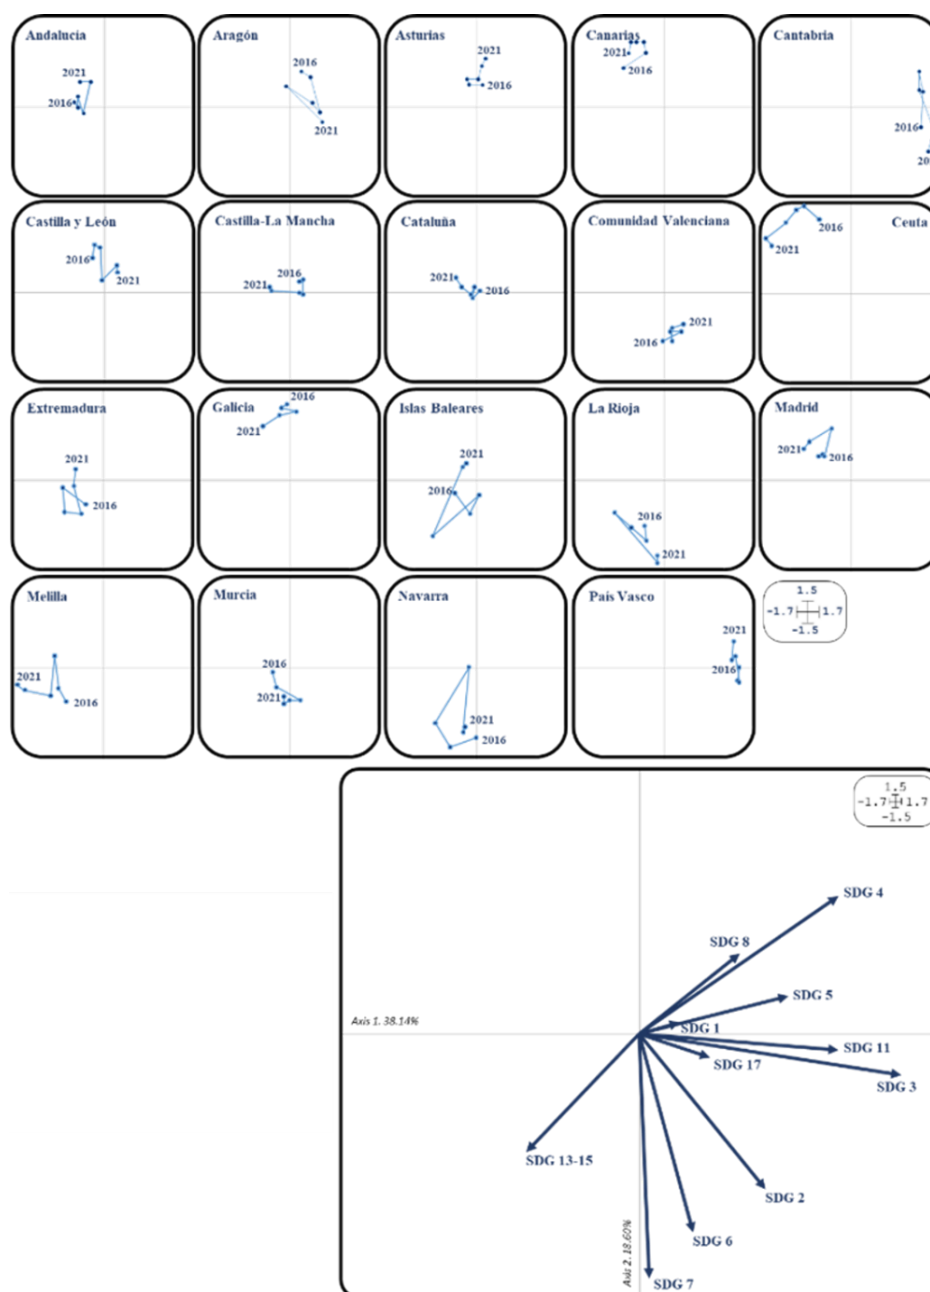 Andalucía
2021
2016
Aragón
2016
2021
Asturias
2021
2016
Canarias
2021
2016
Cantabria
2016
20
Castilla y León
2016
2021
Castilla-La Mancha
2016
2021
Cataluña
2021
2016
Comunidad Valenciana
2021
2016
Ceuta
2016
2021
Extremadura
2021
2016
Galicia
2016
2021
Islas Baleares
2021
2016
La Rioja
2016
2021
Madrid
2021
2016
Melilla
2021
2016
Murcia
2016
2021
Navarra
2021
2016
País Vasco
2021
2016
1.5
-1.7 1.7
-1.5
1.5
-1.7 1.7
-1.5
SDG 4
SDG 8
SDG 5
Axis 1. 38.14%
SDG 1
SDG 11
SDG 17
SDG 3
SDG 13-15
SDG 2
SDG 6
Axis 2. 18.60%
SDG 7